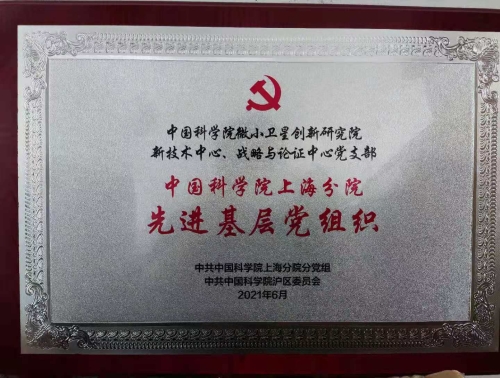 中国科学院微小卫星创新研究院
新技术中心、战略与论证中心党支部
中国科学院上海分院
先进基层党组织
中共中国科学院上海分院分党组
中共中国科学院沪区委员会
2021年6月